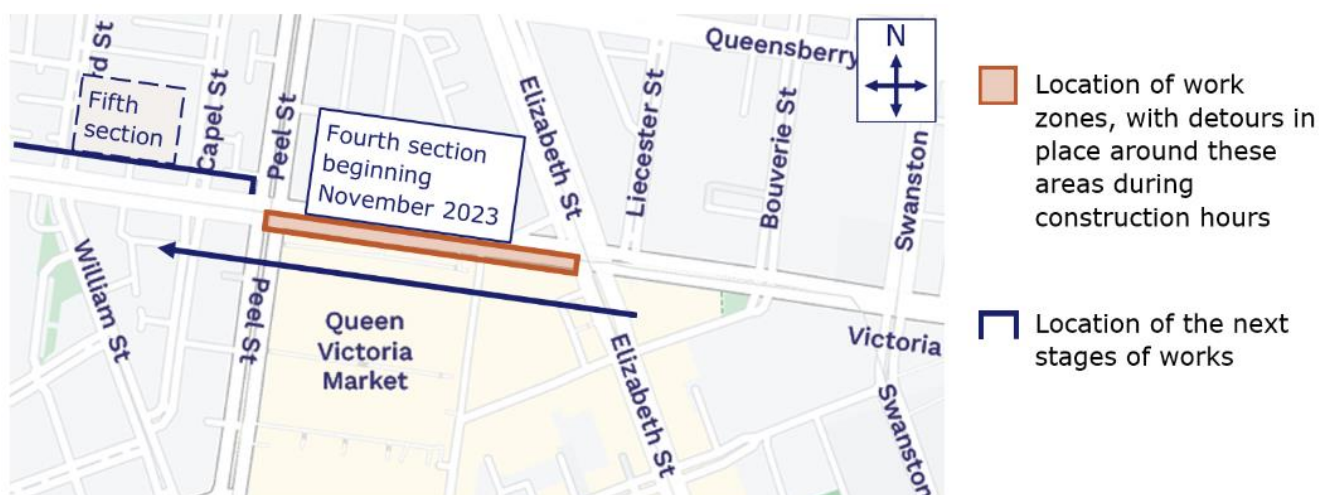 Queensberry
N
rd St
Fifth
section
Capel St
Peel St
Fourth section
beginning
November 2023
Elizabeth St
Liecester St
Bouverie St
Swanston
William St
Peel St
Queen
Victoria
Market
Elizabeth St
Victoria
Swanston
Location of work
zones, with detours in
place around these
areas during
construction hours
Location of the next
stages of works